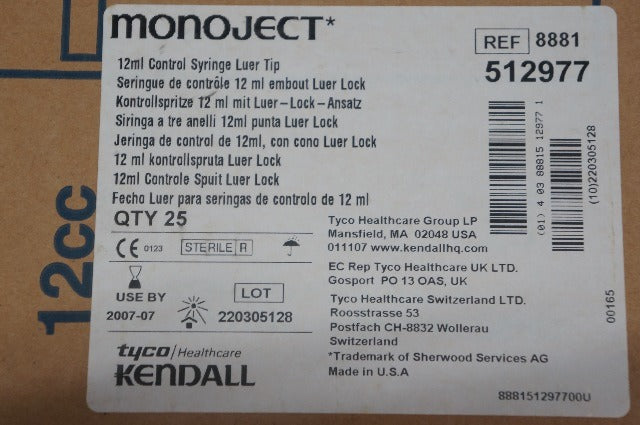 MONOJECT*
REF 8881
512977
12ml Control Syringe Luer Tip
Seringue de contrôle 12 ml embout Luer Lock
Kontrollspritze 12 ml mit Luer-Lock-Ansatz
Siringa a tre anelli 12ml punta Luer Lock
Jeringa de control de 12ml, con cono Luer Lock
12 ml kontrollspruta Luer Lock
12ml Controle Spuit Luer Lock
Fecho Luer para seringas de controlo de 12 ml
QTY 25
CE 0123 STERILE R
USE BY
2007-07
LOT
220305128
tyco/Healthcare
KENDALL
Tyco Healthcare Group LP
Mansfield, MA 02048 USA
011107 www.kendallhq.com
EC Rep Tyco Healthcare UK LTD.
Gosport PO 13 OAS, UK
Tyco Healthcare Switzerland LTD.
Roosstrasse 53
Postfach CH-8832 Wollerau
Switzerland
*Trademark of Sherwood Services AG
Made in U.S.A
(01) 4 03 88815 12977 1
(10)220305128
00165
888151297700U
12cc